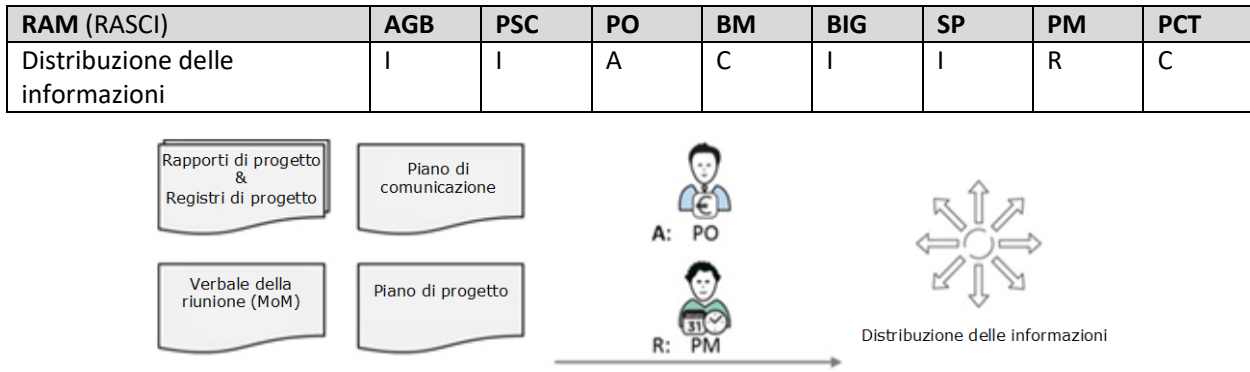 RAM (RASCI) AGB PSC PO BM BIG SP PM PCT
Distribuzione delle I I A C I I R C
informazioni
Rapporti di progetto
&
Registri di progetto
Piano di
comunicazione
€
A: PO
Verbale della
riunione (MoM)
Piano di progetto
31
R: PM
Distribuzione delle informazioni